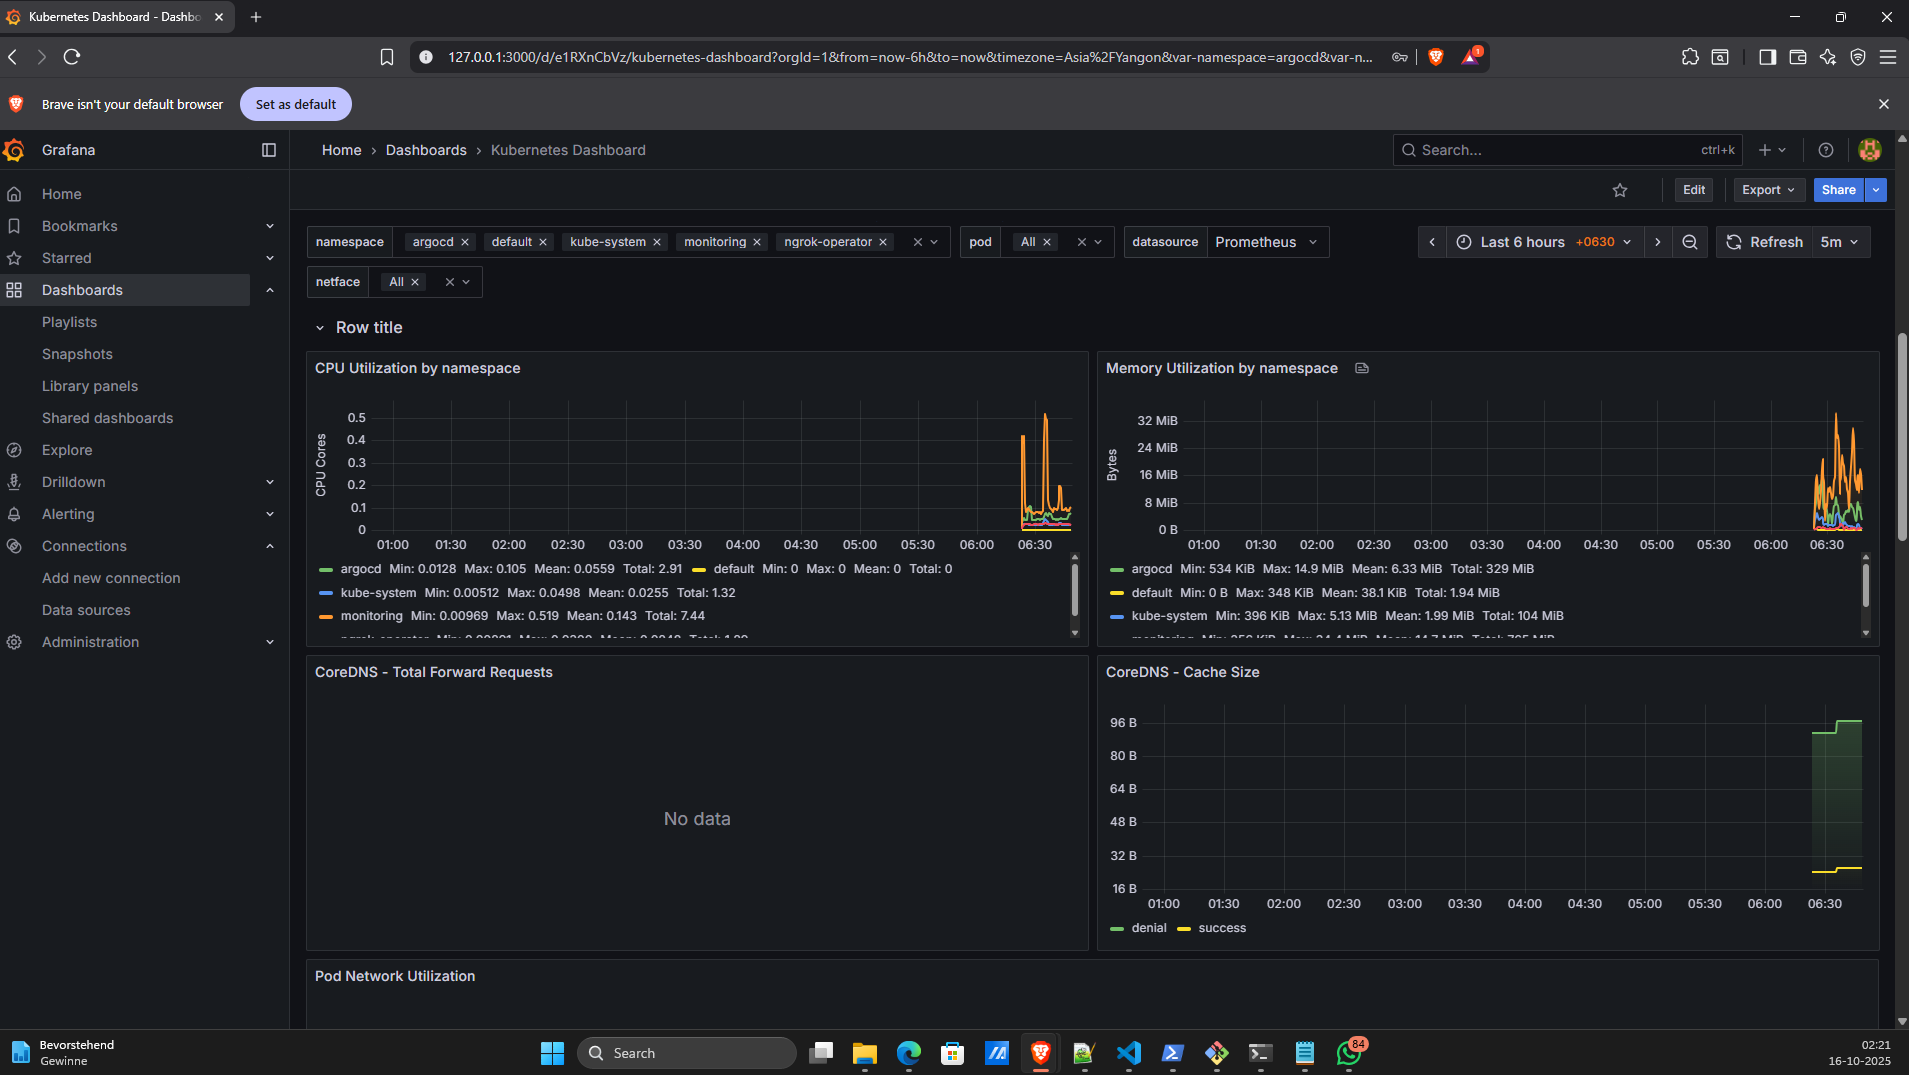 Kubernetes Dashboard - Dashbo
127.0.0.1:3000/d/e1RXnCbVz/kubernetes-dashboard?orgId=1&from=now-6h&to=now&timezone=Asia%2FYangon&var-namespace=argocd&var-n...
1
Brave isn't your default browser
Set as default
Grafana
Home › Dashboards › Kubernetes Dashboard
Search... ctrl+k
Edit Export Share
Home
Bookmarks
Starred
Dashboards
Playlists
Snapshots
Library panels
Shared dashboards
Explore
Drilldown
Alerting
Connections
Add new connection
Data sources
Administration
namespace argocd default kube-system monitoring ngrok-operator pod All datasource Prometheus
Last 6 hours +0630 Refresh 5m
netface All
Row title
CPU Utilization by namespace
CPU Cores
0.5
0.4
0.3
0.2
0.1
0
01:00 01:30 02:00 02:30 03:00 03:30 04:00 04:30 05:00 05:30 06:00 06:30
argocd Min: 0.0128 Max: 0.105 Mean: 0.0559 Total: 2.91 default Min: 0 Max: 0 Mean: 0 Total: 0
kube-system Min: 0.00512 Max: 0.0498 Mean: 0.0255 Total: 1.32
monitoring Min: 0.00969 Max: 0.519 Mean: 0.143 Total: 7.44
Memory Utilization by namespace
Bytes
32 MiB
24 MiB
16 MiB
8 MiB
0 B
01:00 01:30 02:00 02:30 03:00 03:30 04:00 04:30 05:00 05:30 06:00 06:30
argocd Min: 534 KiB Max: 14.9 MiB Mean: 6.33 MiB Total: 329 MiB
default Min: 0 B Max: 348 KiB Mean: 38.1 KiB Total: 1.94 MiB
kube-system Min: 396 KiB Max: 5.13 MiB Mean: 1.99 MiB Total: 104 MiB
CoreDNS - Total Forward Requests
No data
CoreDNS - Cache Size
96 B
80 B
64 B
48 B
32 B
16 B
01:00 01:30 02:00 02:30 03:00 03:30 04:00 04:30 05:00 05:30 06:00 06:30
denial success
Pod Network Utilization
Bevorstehend
Gewinne
Search
84
02:21
16-10-2025